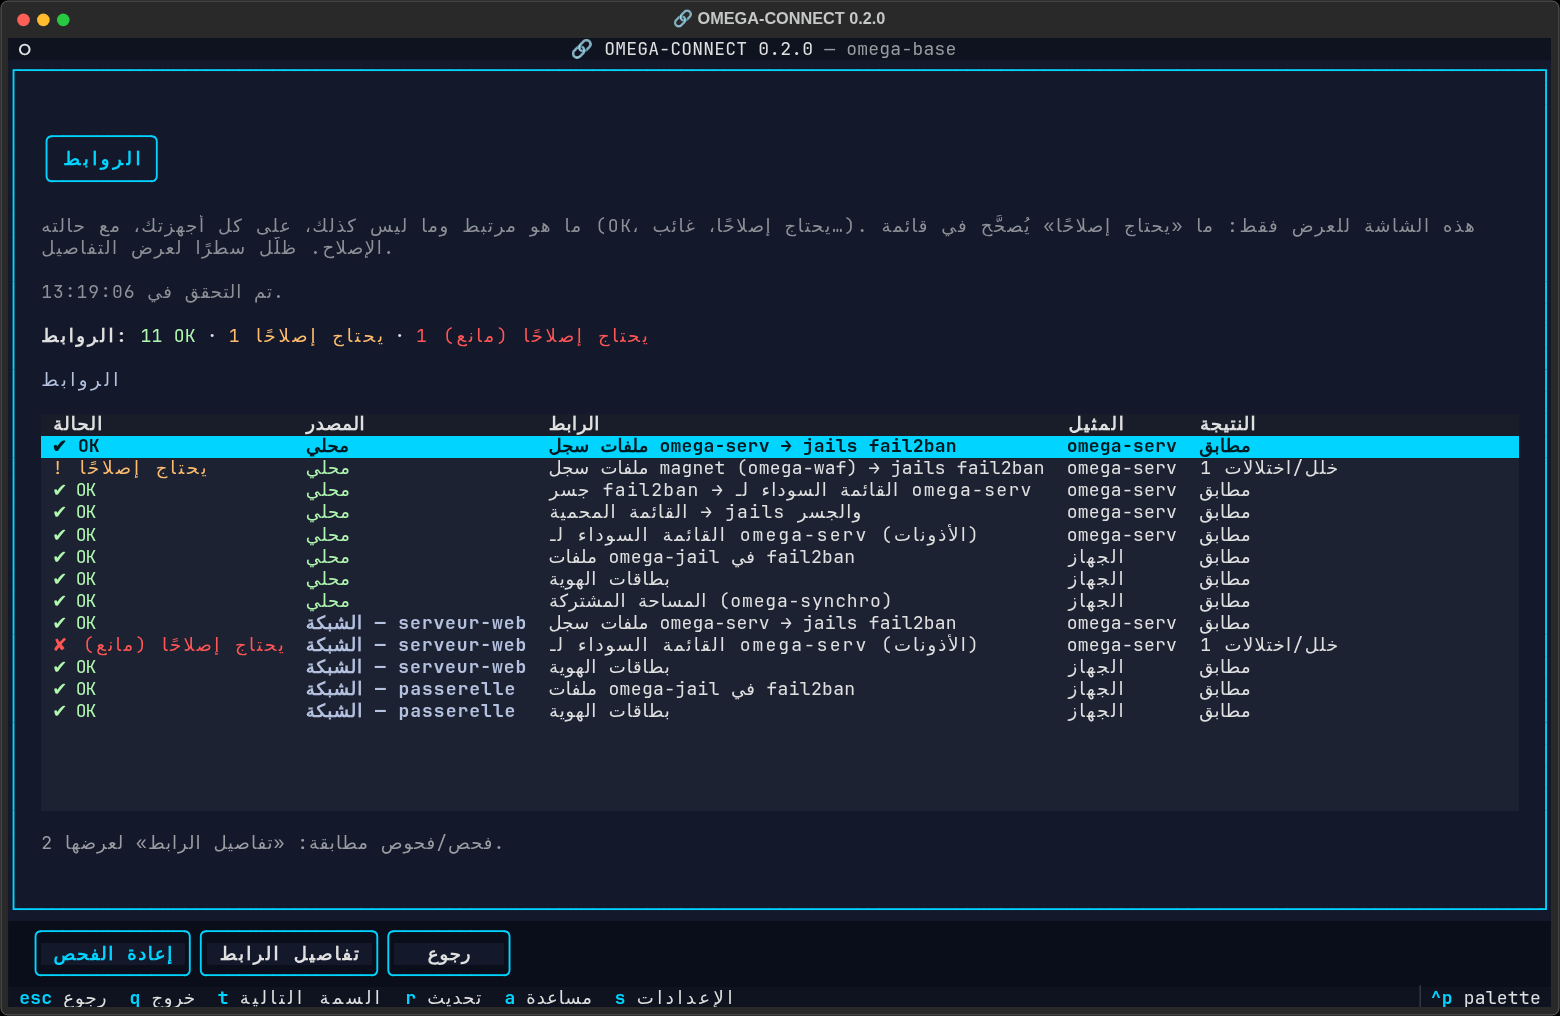 🔗 OMEGA-CONNECT 0.2.0
🔗 OMEGA-CONNECT 0.2.0 — omega-base
الروابط
هذه الشاشة للعرض فقط: ما «يحتاج إصلاحًا» يُصحَّح في قائمة .(…يحتاج إصلاحًا، غائب ،OK) ما هو مرتبط وما ليس كذلك، على كل أجهزتك، مع حالته
الإصلاح. ظلّل سطرًا لعرض التفاصيل.
تم التحقق في 13:19:06.
الروابط: 11 OK · 1 يحتاج إصلاحًا · 1 يحتاج إصلاحًا (مانع)
الروابط
الحالة المصدر الرابط المثيل النتيجة
✔ OK محلي ملفات سجل omega-serv → jails fail2ban omega-serv مطابق
! يحتاج إصلاحًا محلي ملفات سجل magnet (omega-waf) → jails fail2ban omega-serv 1 خلل/اختلالات
✔ OK محلي جسر fail2ban → القائمة السوداء لـ omega-serv omega-serv مطابق
✔ OK محلي القائمة المحمية → jails والجسر omega-serv مطابق
✔ OK محلي القائمة السوداء لـ omega-serv (الأذونات) omega-serv مطابق
✔ OK محلي ملفات omega-jail في fail2ban الجهاز مطابق
✔ OK محلي بطاقات الهوية الجهاز مطابق
✔ OK محلي المساحة المشتركة (omega-synchro) الجهاز مطابق
✔ OK الشبكة — serveur-web ملفات سجل omega-serv → jails fail2ban omega-serv مطابق
✘ يحتاج إصلاحًا (مانع) الشبكة — serveur-web القائمة السوداء لـ omega-serv (الأذونات) omega-serv 1 خلل/اختلالات
✔ OK الشبكة — serveur-web بطاقات الهوية الجهاز مطابق
✔ OK الشبكة — passerelle ملفات omega-jail في fail2ban الجهاز مطابق
✔ OK الشبكة — passerelle بطاقات الهوية الجهاز مطابق
2 فحص/فحوص مطابقة: «تفاصيل الرابط» لعرضها.
إعادة الفحص تفاصيل الرابط رجوع
esc رجوع q خروج t السمة التالية r تحديث a مساعدة s الإعدادات ^p palette